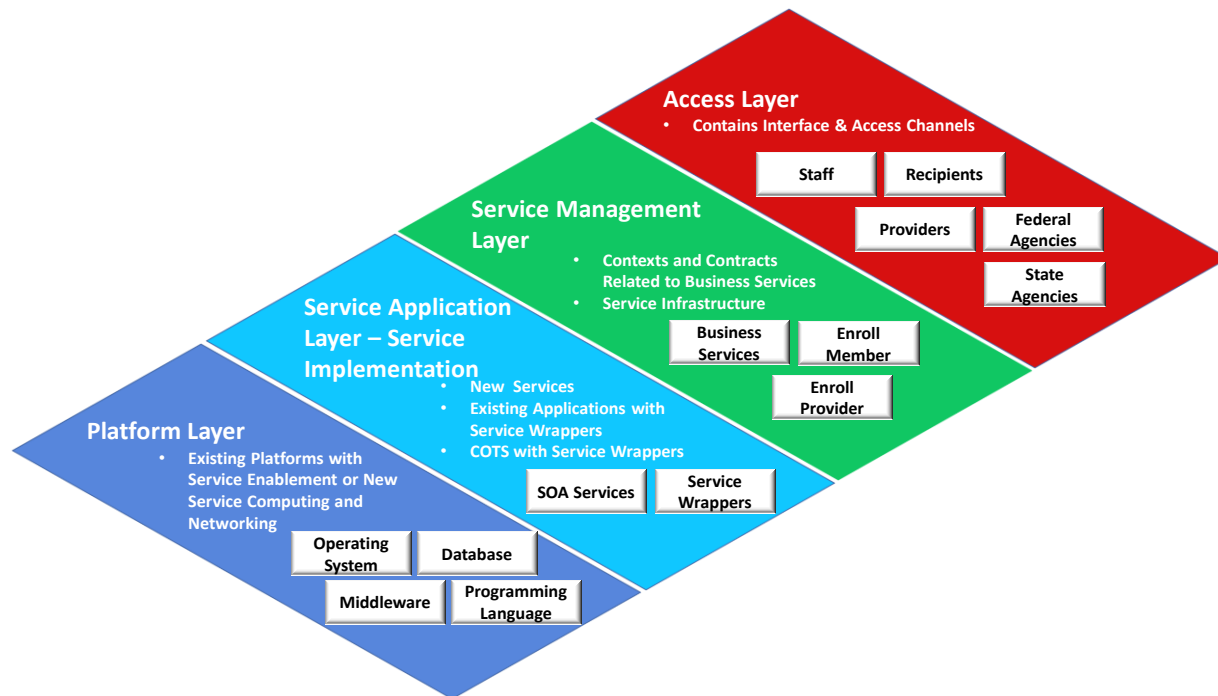 Access Layer
• Contains Interface & Access Channels
Staff
Recipients
Providers
Federal
Agencies
State
Agencies
Service Management
Layer
• Contexts and Contracts
Related to Business Services
• Service Infrastructure
Business
Services
Enroll
Member
Enroll
Provider
Service Application
Layer – Service
Implementation
• New Services
• Existing Applications with
Service Wrappers
• COTS with Service Wrappers
SOA Services
Service
Wrappers
Platform Layer
• Existing Platforms with
Service Enablement or New
Service Computing and
Networking
Operating
System
Database
Middleware
Programming
Language